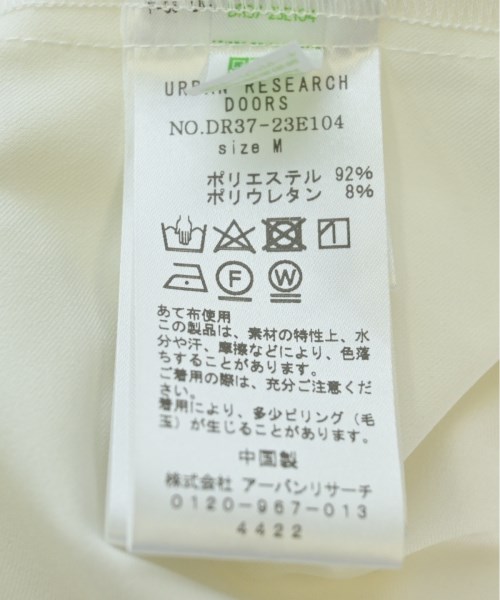 DR37-23E104
URBAN RESEARCH
DOORS
NO.DR37-23E104
size M
ポリエステル 92%
ポリウレタン 8%
F W
あて布使用
この製品は、素材の特性上、水
分や汗、摩擦などにより、色落
ちすることがあります。
ご着用の際は、充分ご注意くだ
さい。
着用により、多少ピリング(毛
玉)が生じることがあります。
中国製
株式会社 アーバンリサーチ
0120-967-013
4422